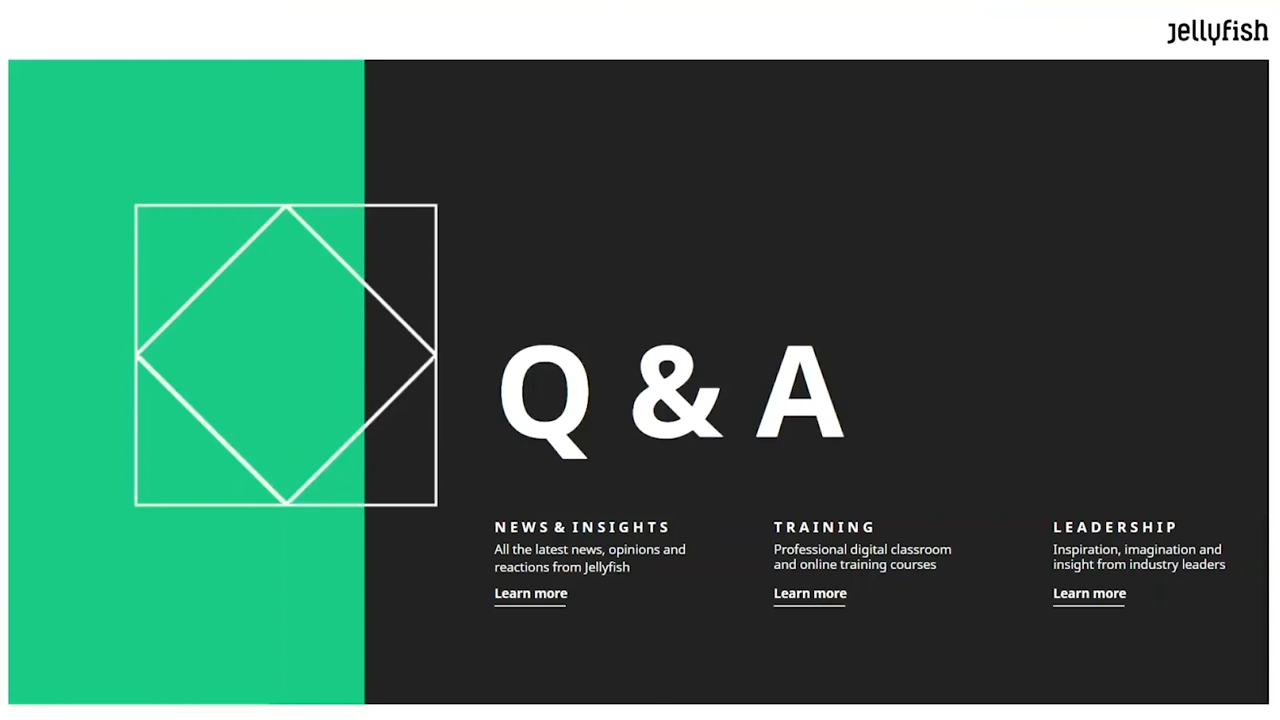 Jellyfish
Q & A
NEWS & INSIGHTS
All the latest news, opinions and
reactions from Jellyfish
Learn more
TRAINING
Professional digital classroom
and online training courses
Learn more
LEADERSHIP
Inspiration, imagination and
insight from industry leaders
Learn more